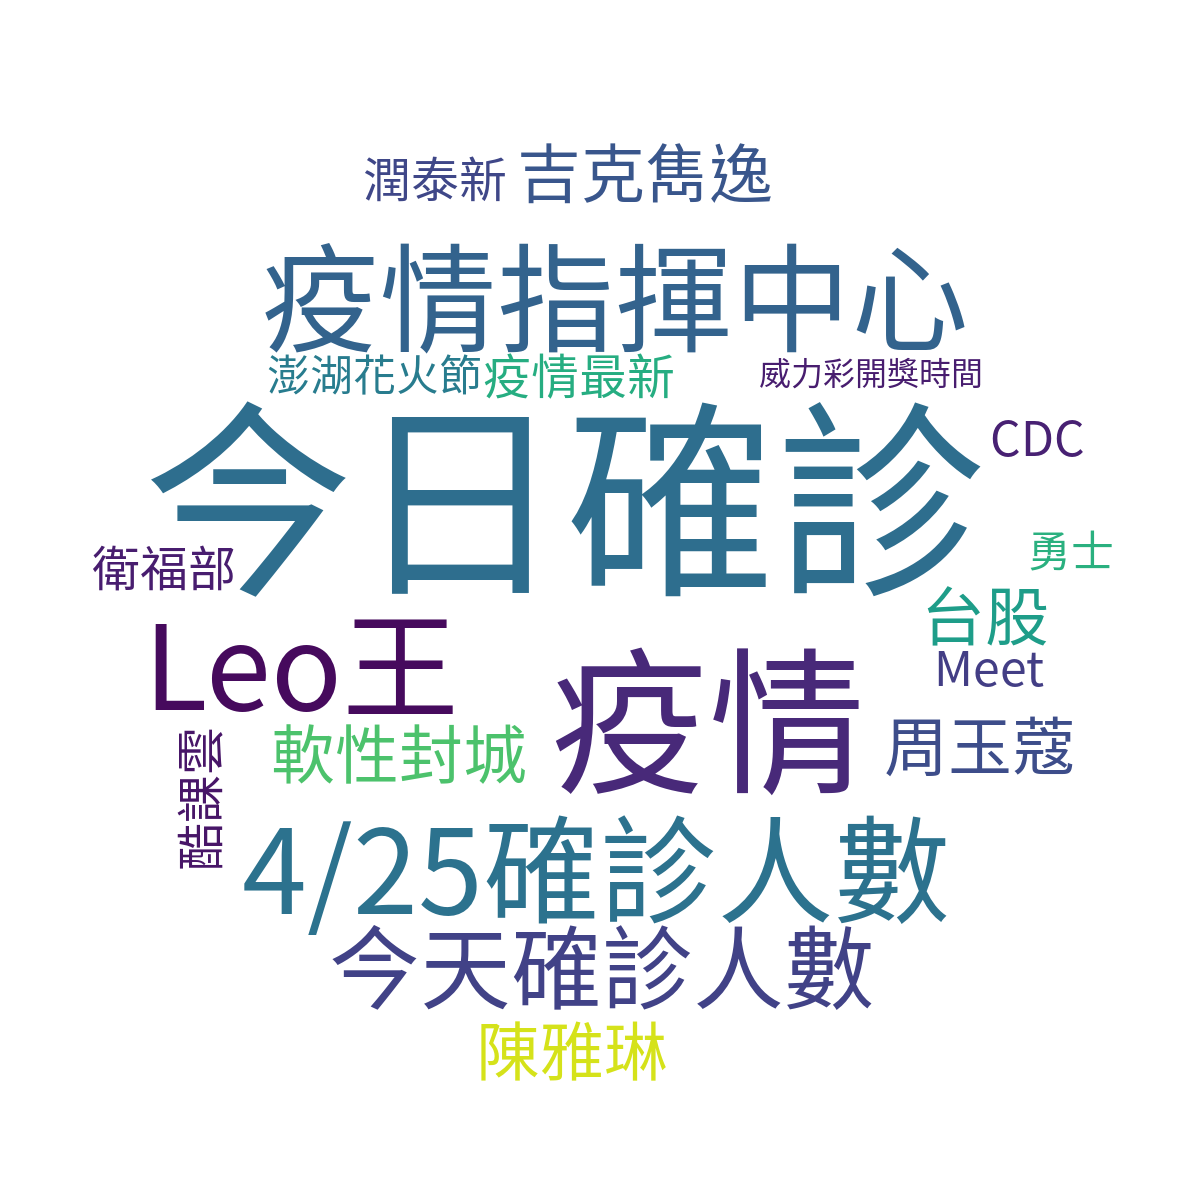 潤泰新
吉克雋逸
疫情指揮中心
澎湖花火節
疫情最新
威力彩開獎時間
今日確診
CDC
衛福部
勇士
台股
Leo王
疫情
Meet
軟性封城
周玉蔻
酷課雲
4/25確診人數
今天確診人數
陳雅琳